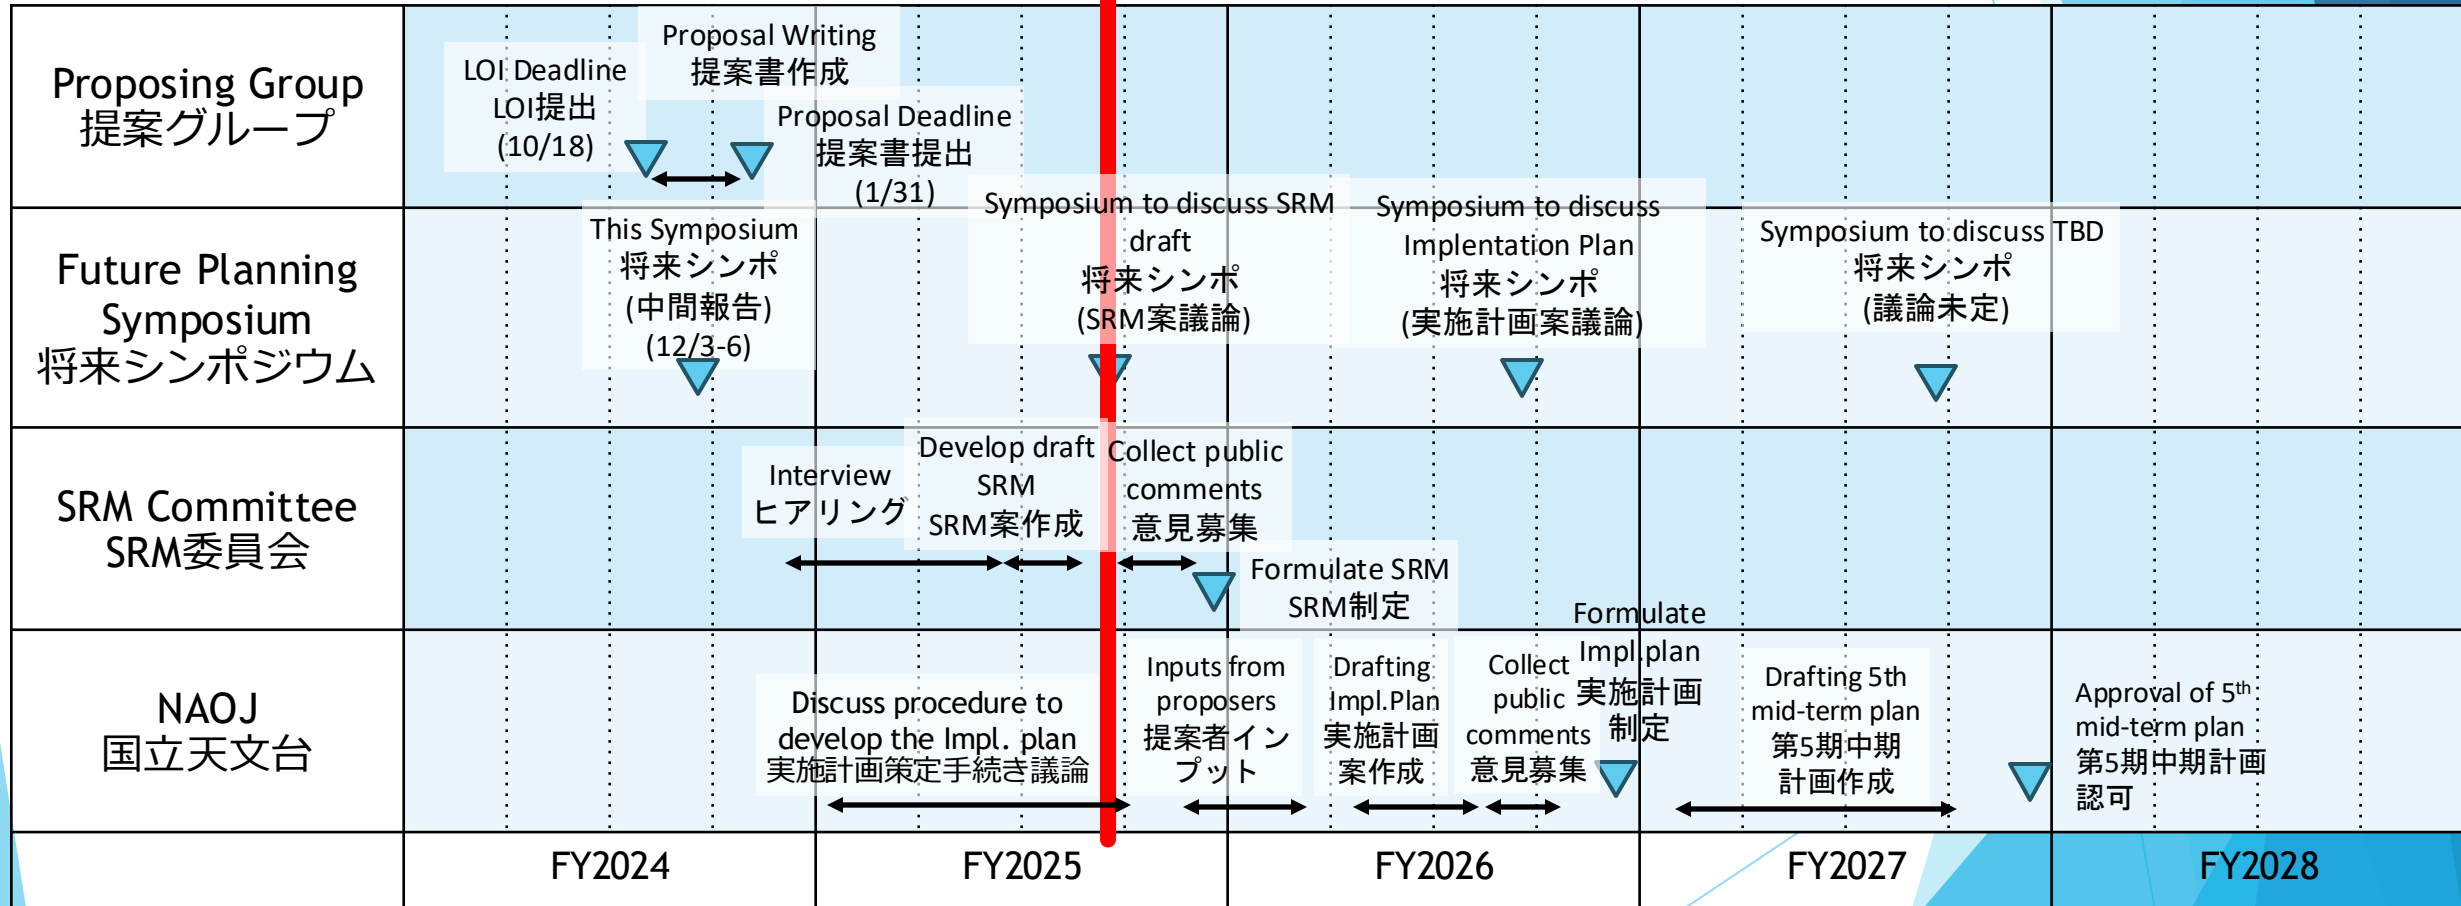 Proposing Group
提案グループ
LOI Deadline
LOI提出
(10/18)
Proposal Writing
提案書作成
Proposal Deadline
提案書提出
(1/31)
Future Planning
Symposium
将来シンポジウム
This Symposium
将来シンポ
(中間報告)
(12/3-6)
Symposium to discuss SRM
draft
将来シンポ
(SRM案議論)
Symposium to discuss
Implentation Plan
将来シンポ
(実施計画案議論)
Symposium to discuss TBD
将来シンポ
(議論未定)
SRM Committee
SRM委員会
Interview
ヒアリング
Develop draft
SRM
SRM案作成
Collect public
comments
意見募集
Formulate SRM
SRM制定
NAOJ
国立天文台
Discuss procedure to
develop the Impl. plan
実施計画策定手続き議論
Inputs from
proposers
提案者イン
プット
Drafting
Impl.Plan
実施計画
案作成
Collect
public
comments
意見募集
Formulate
Impl.plan
実施計画
制定
Drafting 5th
mid-term plan
第5期中期
計画作成
Approval of 5th
mid-term plan
第5期中期計画
認可
FY2024
FY2025
FY2026
FY2027
FY2028